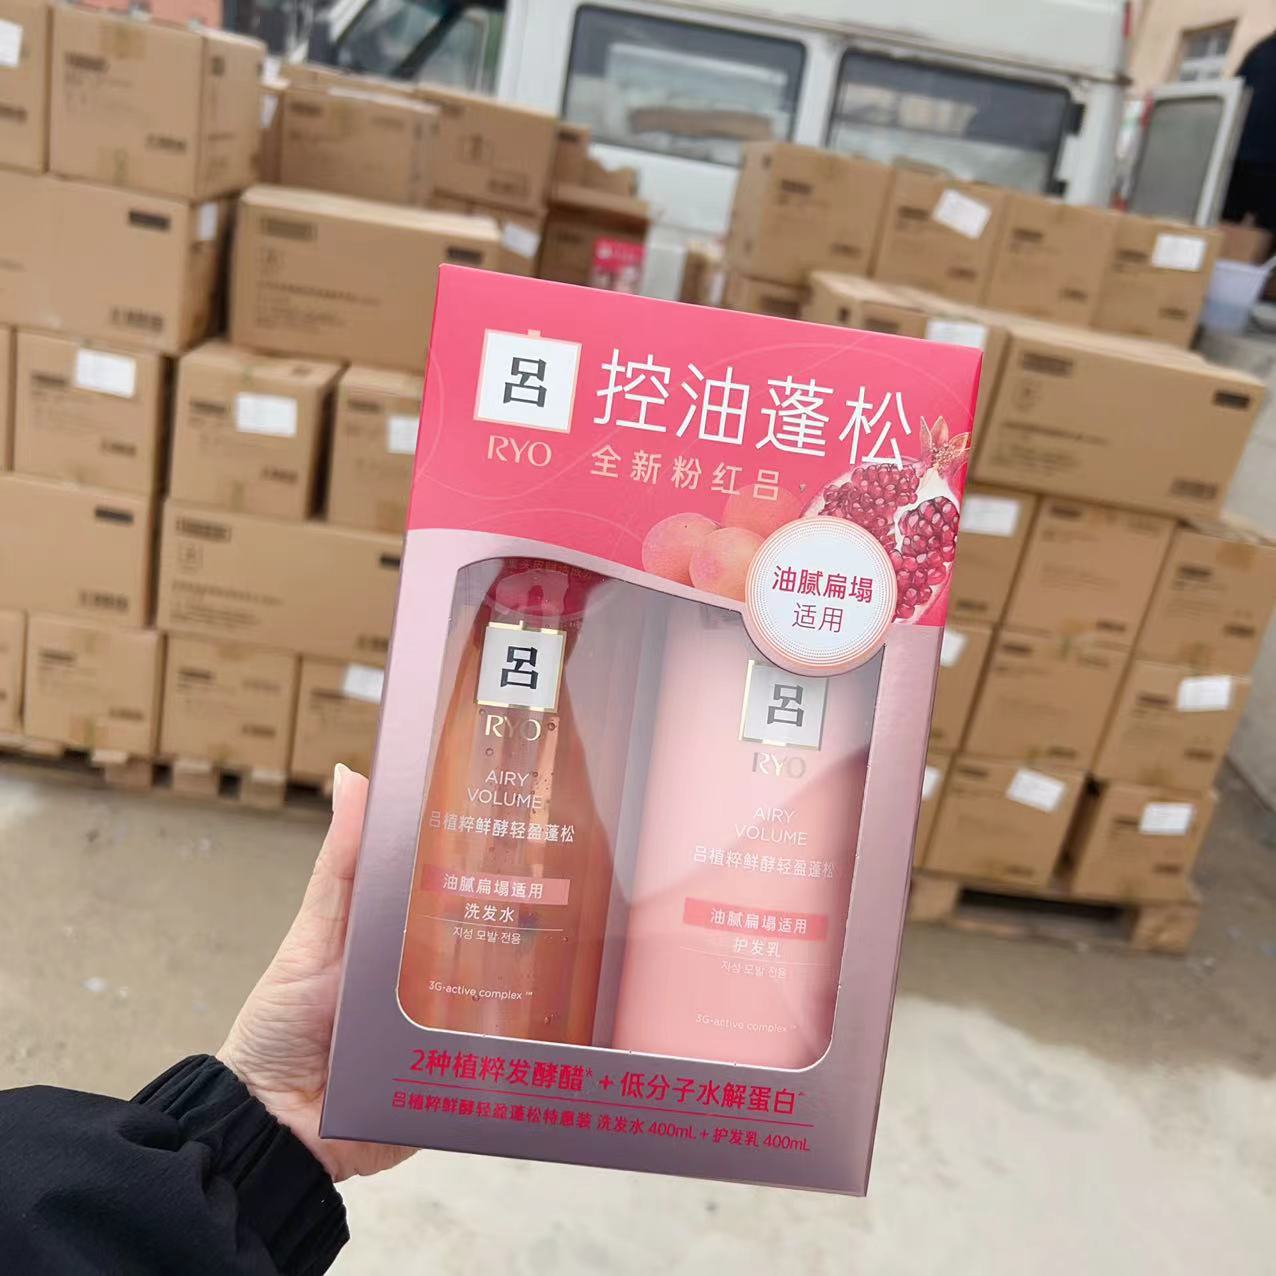 呂
RYO
控油蓬松
全新粉红吕
油腻扁塌
适用
呂
RYO
AIRY
VOLUME
吕植粹鲜酵轻盈蓬松
油腻扁塌适用
洗发水
지성 모발 전용
3G-active complex™
呂
RYO
AIRY
VOLUME
吕植粹鲜酵轻盈蓬松
油腻扁塌适用
护发乳
지성 모발 전용
3G-active complex™
2种植粹发酵醋* + 低分子水解蛋白^
吕植粹鲜酵轻盈蓬松特惠装 洗发水 400mL + 护发乳 400mL